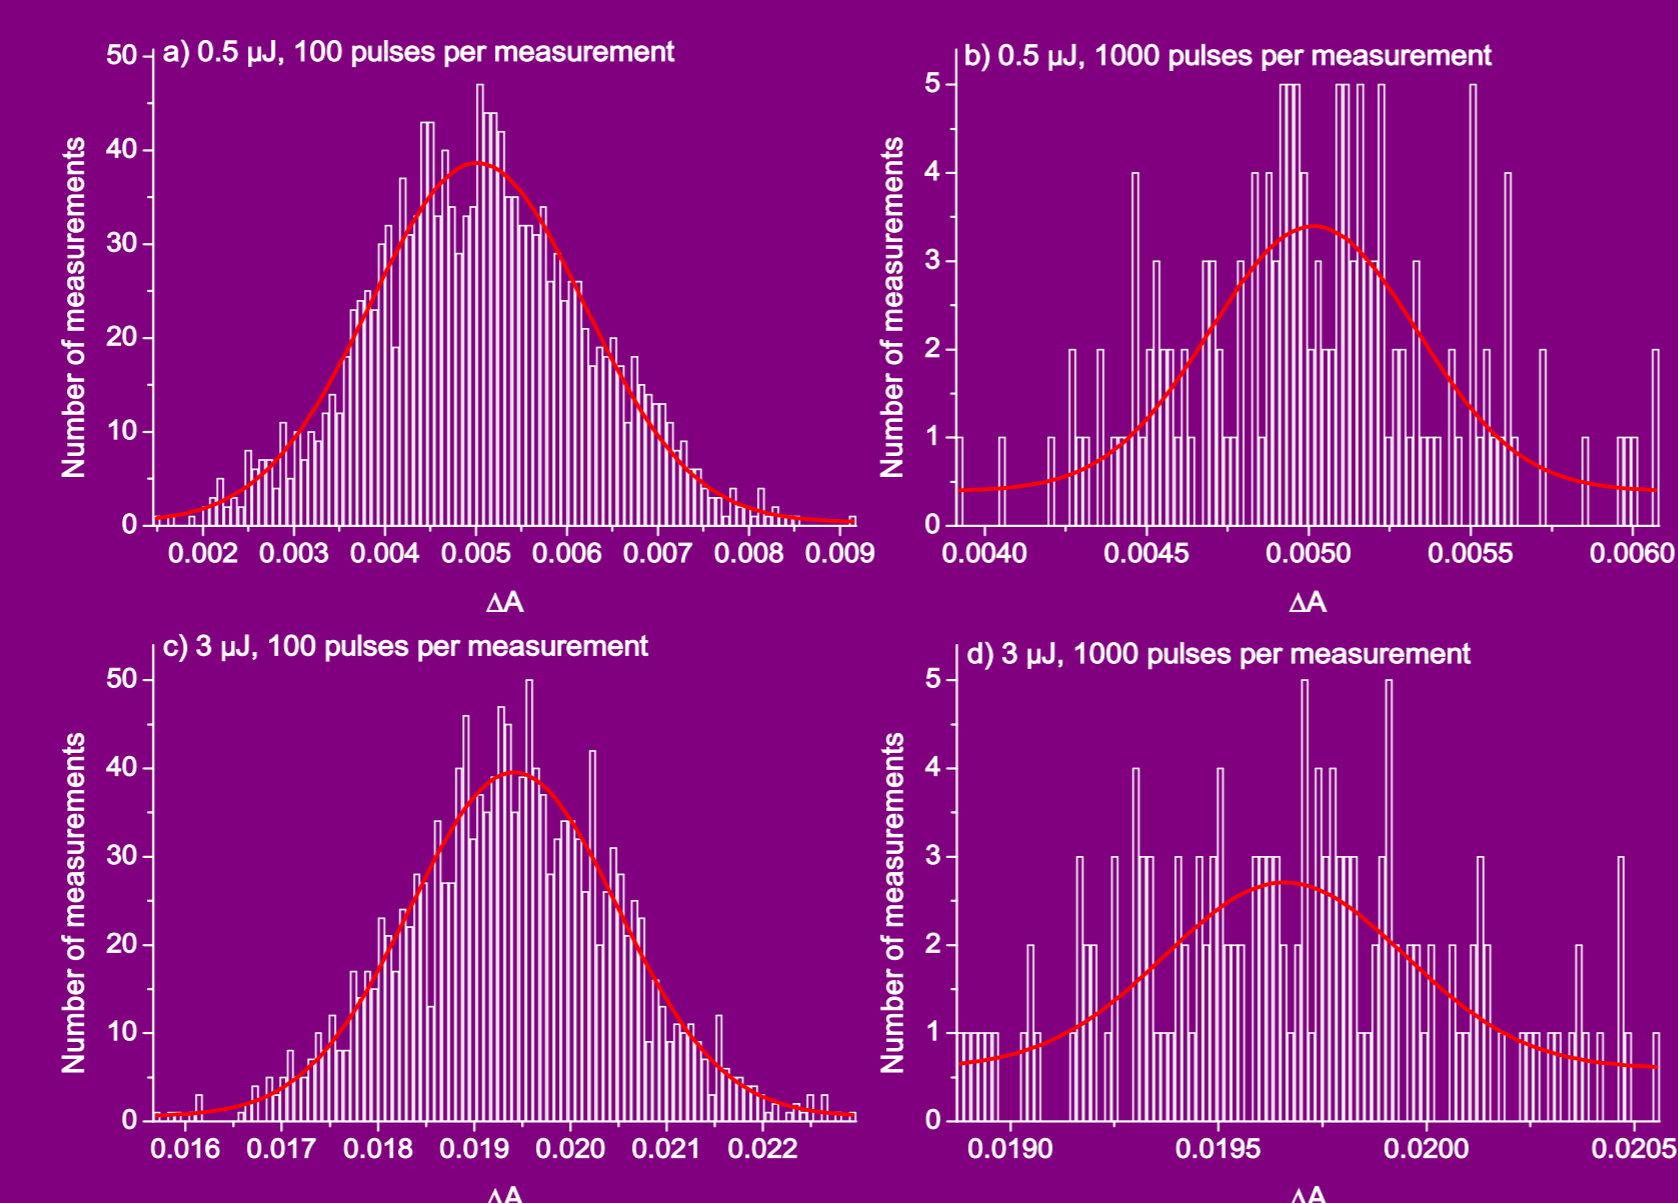 a) 0.5 µJ, 100 pulses per measurement
50
40
30
20
10
0
Number of measurements
0.002 0.003 0.004 0.005 0.006 0.007 0.008 0.009
ΔA
b) 0.5 µJ, 1000 pulses per measurement
5
4
3
2
1
0
Number of measurements
0.0040 0.0045 0.0050 0.0055 0.0060
ΔA
c) 3 µJ, 100 pulses per measurement
50
40
30
20
10
0
Number of measurements
0.016 0.017 0.018 0.019 0.020 0.021 0.022
ΔA
d) 3 µJ, 1000 pulses per measurement
5
4
3
2
1
0
Number of measurements
0.0190 0.0195 0.0200 0.0205
ΔA